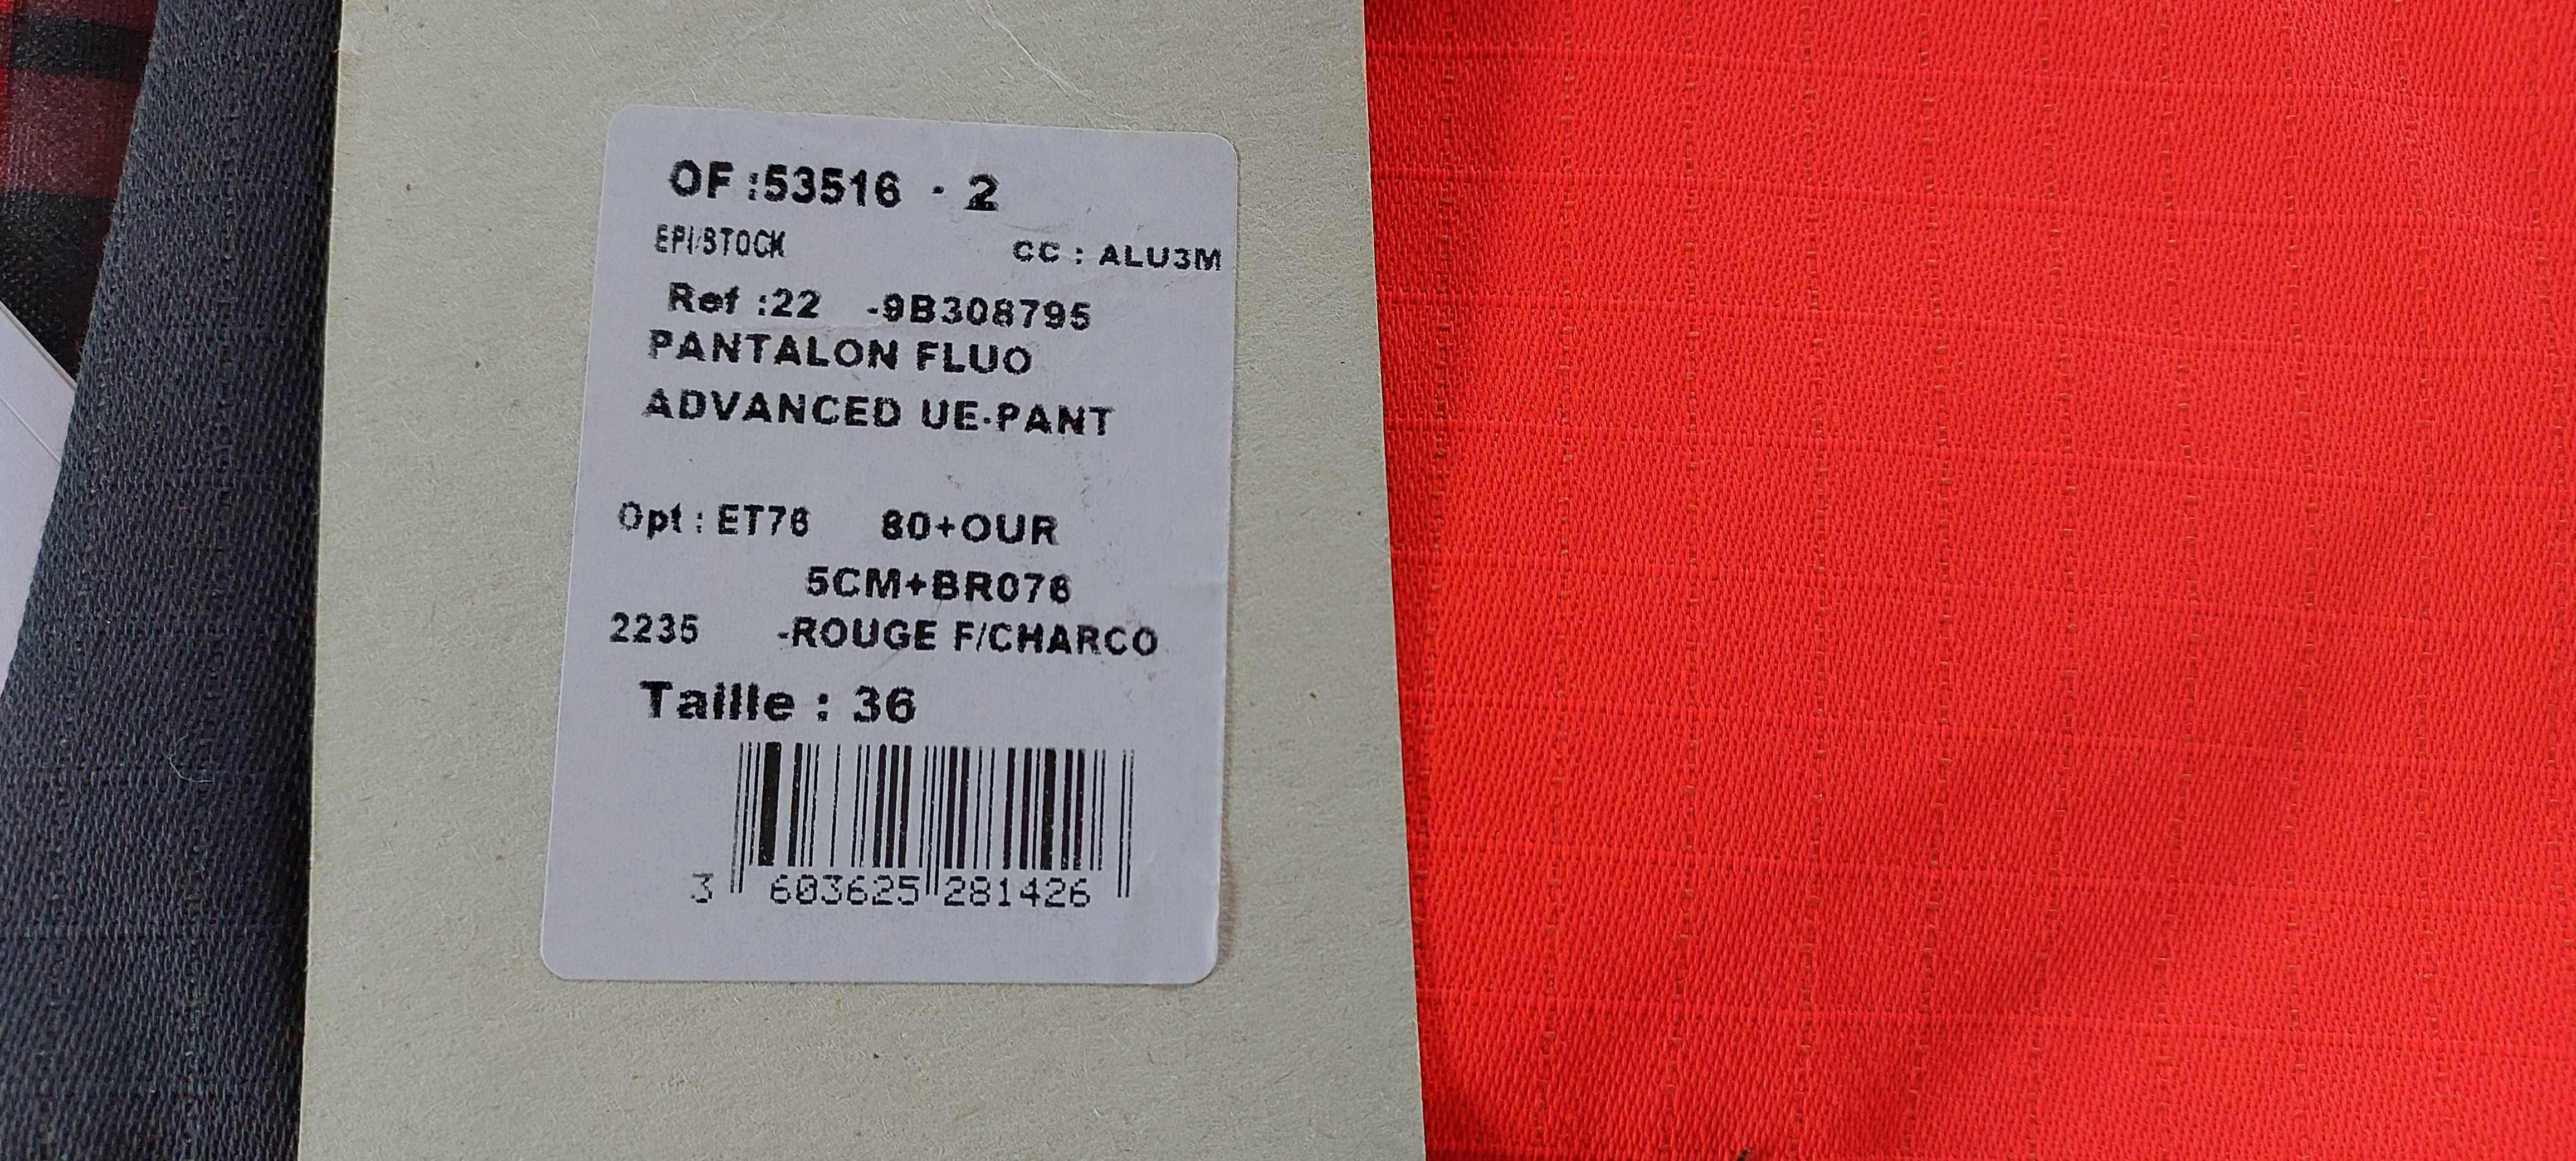 OF :53516 - 2
EPI/STOCK CC : ALU3M
Ref :22 -9B308795
PANTALON FLUO
ADVANCED UE-PANT
Opt : ET76 80+OUR
5CM+BR076
2235 -ROUGE F/CHARCO
Taille : 36
3 603625 281426